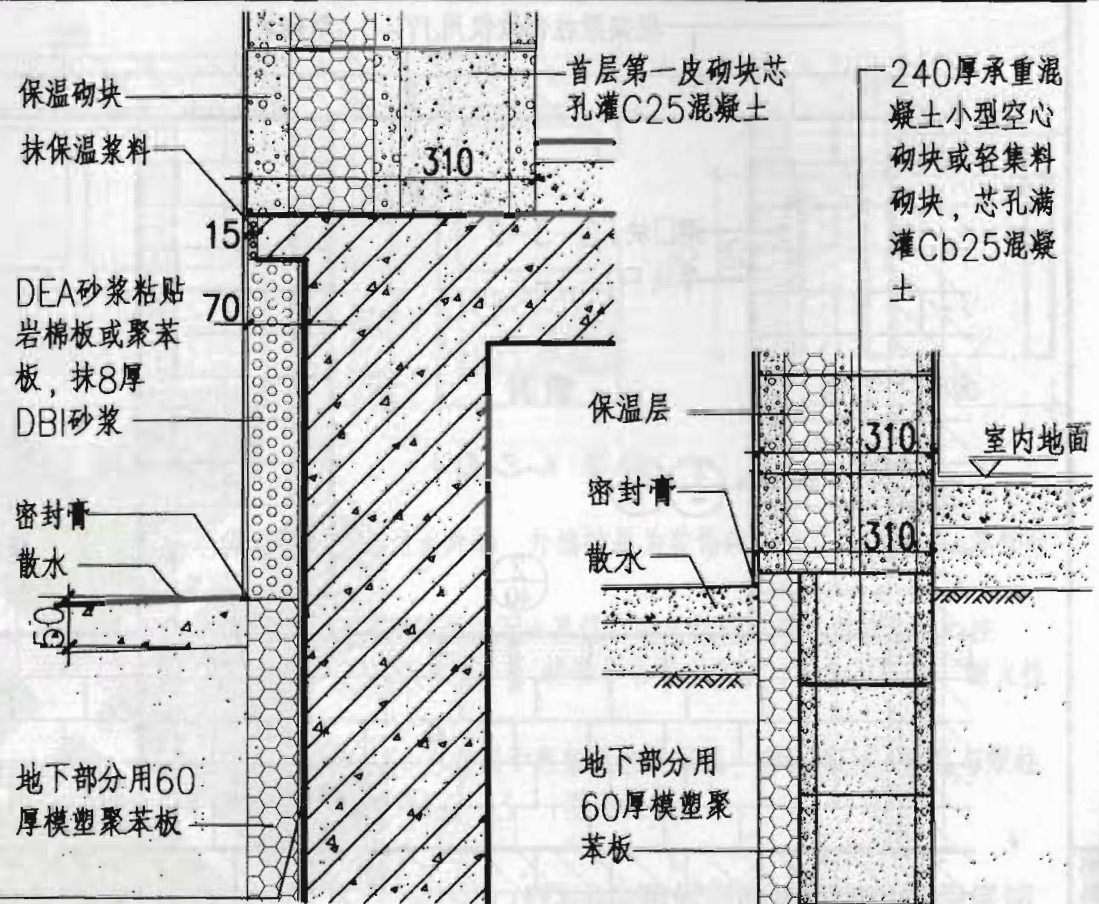 保温砌块
抹保温浆料
首层第一皮砌块芯
孔灌C25混凝土
310
15
70
DEA砂浆粘贴
岩棉板或聚苯
板，抹8厚
DBI砂浆
密封膏
散水
50
地下部分用60
厚模塑聚苯板
240厚承重混
凝土小型空心
砌块或轻集料
砌块，芯孔满
灌Cb25混凝
土
保温层
310
室内地面
密封膏
310
散水
地下部分用
60厚模塑聚
苯板